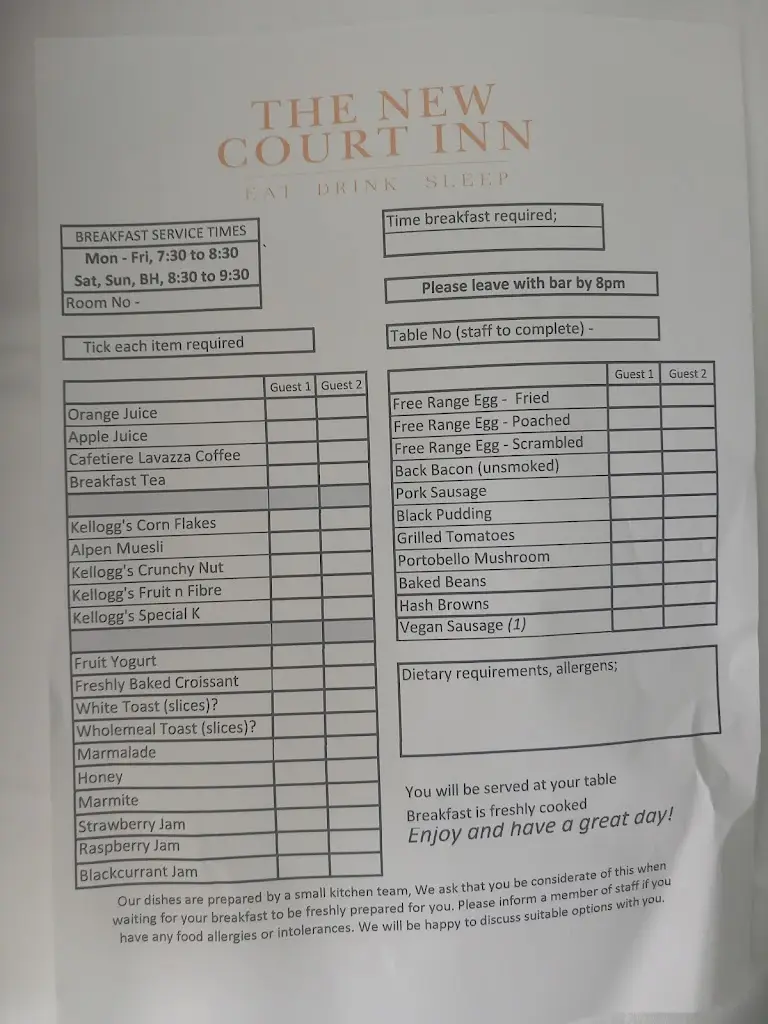 THE NEW
COURT INN
EAT DRINK SLEEP
BREAKFAST SERVICE TIMES
Mon - Fri, 7:30 to 8:30
Sat, Sun, BH, 8:30 to 9:30
Room No -
Time breakfast required;
Please leave with bar by 8pm
Tick each item required
Table No (staff to complete) -
Guest 1 Guest 2
Orange Juice
Apple Juice
Cafetiere Lavazza Coffee
Breakfast Tea
Kellogg's Corn Flakes
Alpen Muesli
Kellogg's Crunchy Nut
Kellogg's Fruit n Fibre
Kellogg's Special K
Fruit Yogurt
Freshly Baked Croissant
White Toast (slices)?
Wholemeal Toast (slices)?
Marmalade
Honey
Marmite
Strawberry Jam
Raspberry Jam
Blackcurrant Jam
Guest 1 Guest 2
Free Range Egg - Fried
Free Range Egg - Poached
Free Range Egg - Scrambled
Back Bacon (unsmoked)
Pork Sausage
Black Pudding
Grilled Tomatoes
Portobello Mushroom
Baked Beans
Hash Browns
Vegan Sausage (1)
Dietary requirements, allergens;
You will be served at your table
Breakfast is freshly cooked
Enjoy and have a great day!
Our dishes are prepared by a small kitchen team, We ask that you be considerate of this when
waiting for your breakfast to be freshly prepared for you. Please inform a member of staff if you
have any food allergies or intolerances. We will be happy to discuss suitable options with you.